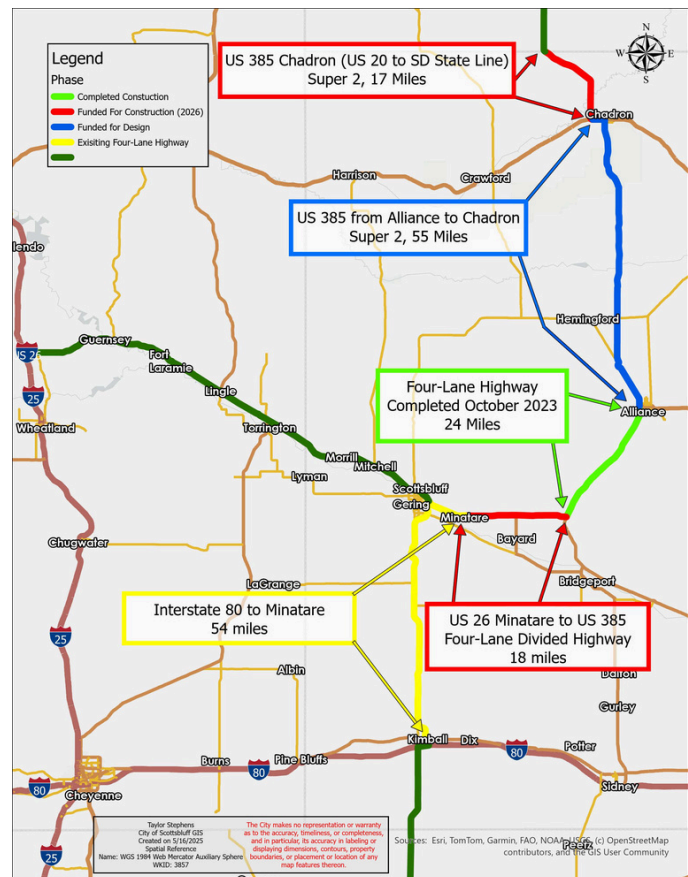 Legend
Phase
Completed Constuction
Funded For Construction (2026)
Funded for Design
Exisiting Four-Lane Highway
US 385 Chadron (US 20 to SD State Line)
Super 2, 17 Miles
N
W
E
S
Chadron
Harrison
Crawford
US 385 from Alliance to Chadron
Super 2, 55 Miles
lendo
Hemingford
US 26
Guernsey
Fort
Laramie
25
Lingle
Four-Lane Highway
Completed October 2023
24 Miles
Alliance
Wheatland
Torrington
Morrill
Mitchell
Lyman
Scottsbluff
Gering
Minatare
Bayard
Chugwater
Bridgeport
LaGrange
Interstate 80 to Minatare
54 miles
US 26 Minatare to US 385
Four-Lane Divided Highway
18 miles
25
Albin
Dalton
Gurley
Kimball
Dix
80
Potter
Burns
Pine Bluffs
80
Sidney
80
Cheyenne
25
Taylor Stephens
City of Scottsbluff GIS
Created on 5/16/2025
Spatial Reference
Name: WGS 1984 Web Mercator Auxiliary Sphere
WKID: 3857
The City makes no representation or warranty
as to the accuracy, timeliness, or completeness,
and in particular, its accuracy in labeling or
displaying dimensions, contours, property
boundaries, or placement or location of any
map features thereon.
Sources: Esri, TomTom, Garmin, FAO, NOAA, USGS, (c) OpenStreetMap
contributors, and the GIS User Community
Peetz